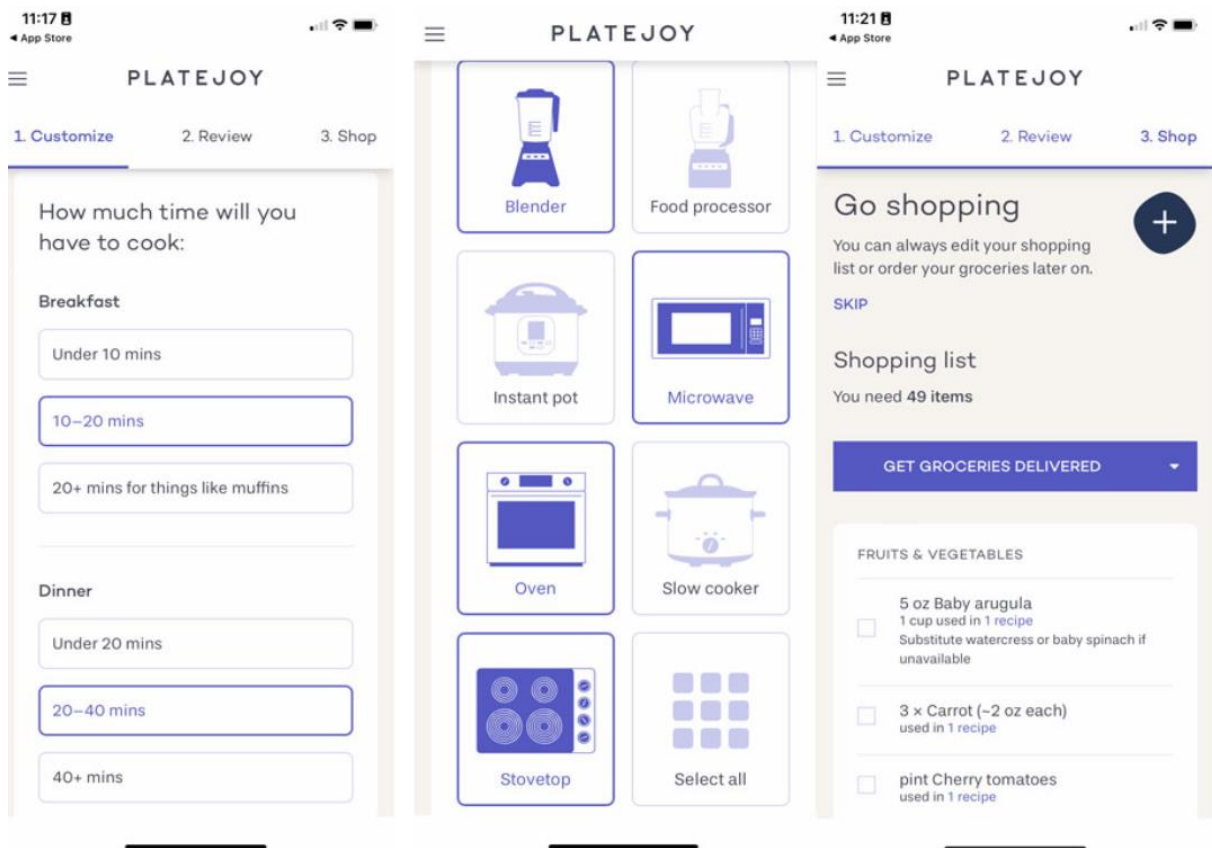 11:17
◄ App Store
PLATEJOY
1. Customize 2. Review 3. Shop
How much time will you
have to cook:
Breakfast
Under 10 mins
10–20 mins
20+ mins for things like muffins
Dinner
Under 20 mins
20–40 mins
40+ mins
PLATEJOY
Blender Food processor
Instant pot Microwave
Oven Slow cooker
Stovetop Select all
11:21
◄ App Store
PLATEJOY
1. Customize 2. Review 3. Shop
Go shopping
You can always edit your shopping
list or order your groceries later on.
SKIP
Shopping list
You need 49 items
GET GROCERIES DELIVERED
FRUITS & VEGETABLES
5 oz Baby arugula
1 cup used in 1 recipe
Substitute watercress or baby spinach if
unavailable
3 × Carrot (~2 oz each)
used in 1 recipe
pint Cherry tomatoes
used in 1 recipe